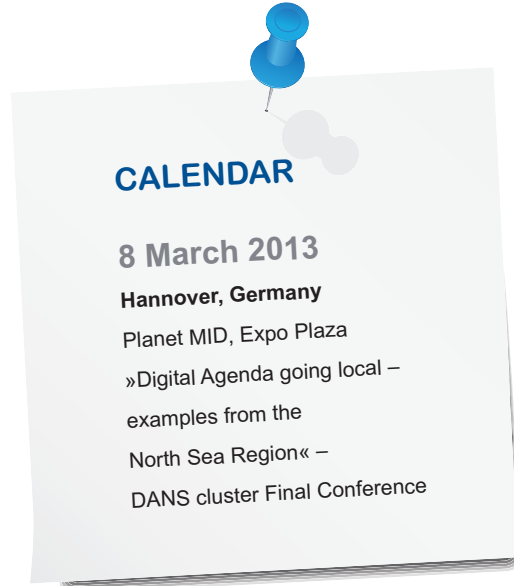 CALENDAR
8 March 2013
Hannover, Germany
Planet MID, Expo Plaza
»Digital Agenda going local –
examples from the
North Sea Region« –
DANS cluster Final Conference